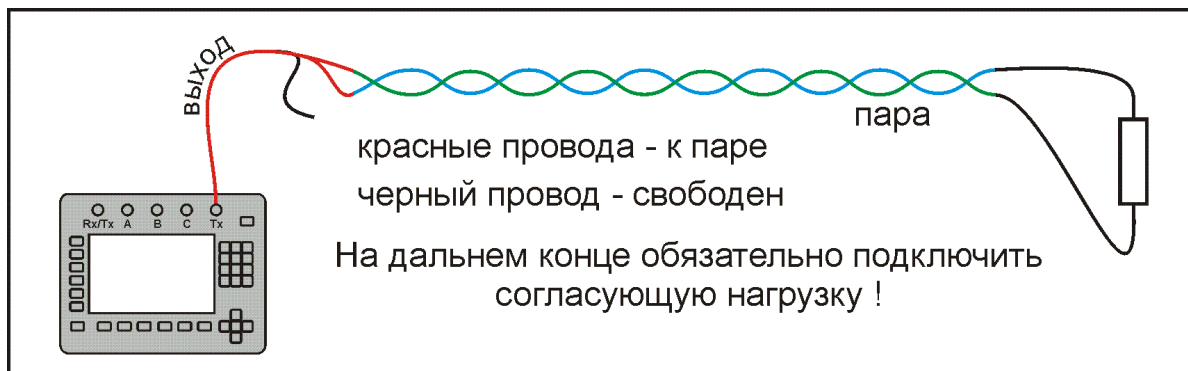 выход
пара
красные провода - к паре
черный провод - свободен
Rx/Tx A B C Tx
На дальнем конце обязательно подключить
согласующую нагрузку !